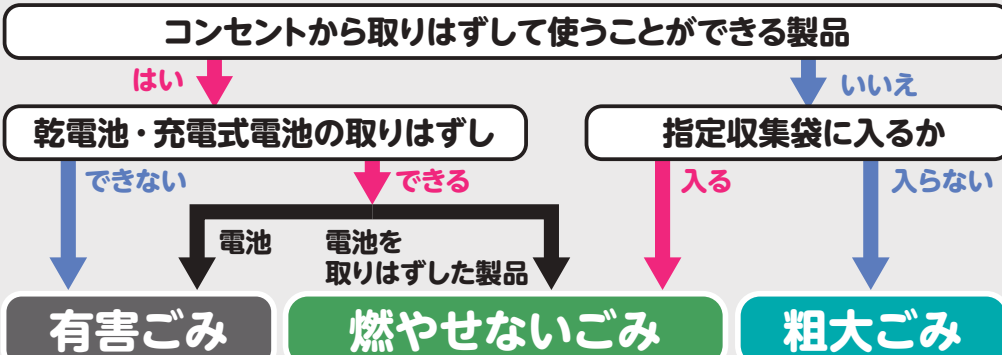 コンセントから取りはずして使うことができる製品
はい
いいえ
乾電池・充電式電池の取りはずし
指定収集袋に入るか
できない
できる
入る
入らない
電池
電池を
取りはずした製品
有害ごみ
燃やせないごみ
粗大ごみ